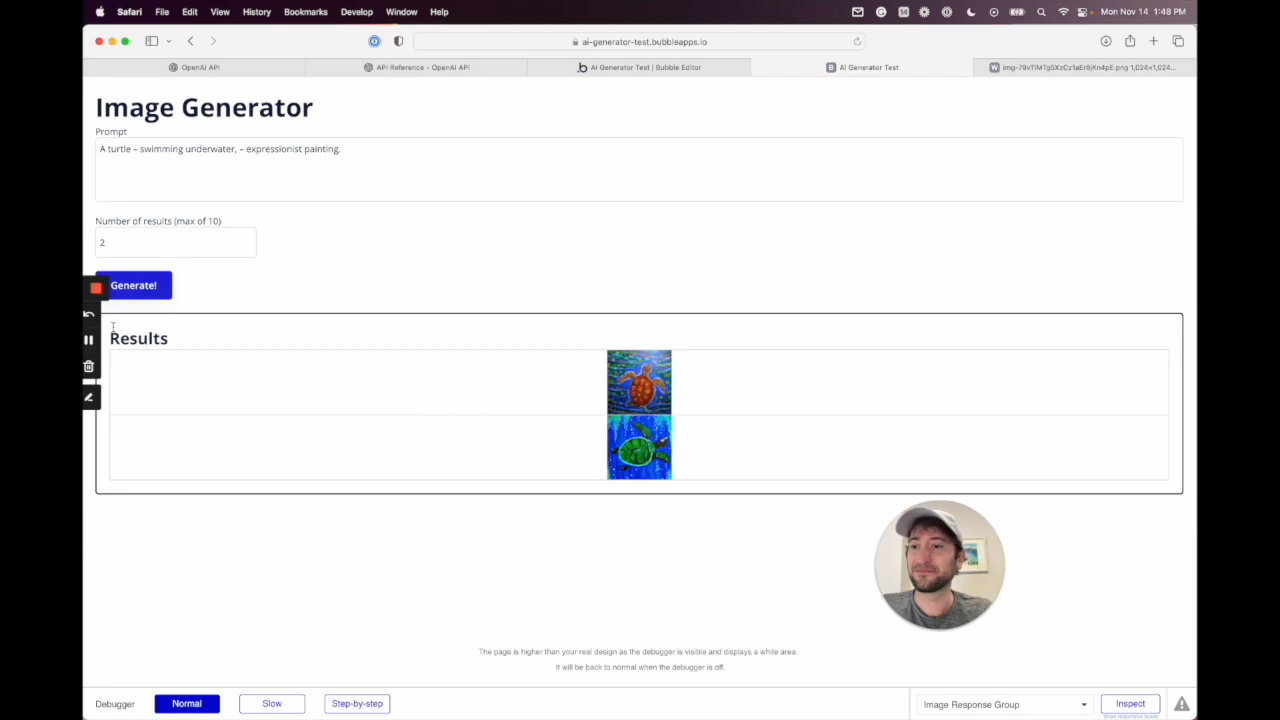 Safari File Edit View History Bookmarks Develop Window Help
14
Mon Nov 14 1:48 PM
ai-generator-test.bubbleapps.io
OpenAI API
API Reference - OpenAI API
AI Generator Test | Bubble Editor
AI Generator Test
Image Generator
Prompt
A turtle – swimming underwater, – expressionist painting.
Number of results (max of 10)
2
Generate!
Results
The page is higher than your real design as the debugger is visible and displays a white area.
It will be back to normal when the debugger is off.
Debugger
Normal
Slow
Step-by-step
Image Response Group
Inspect